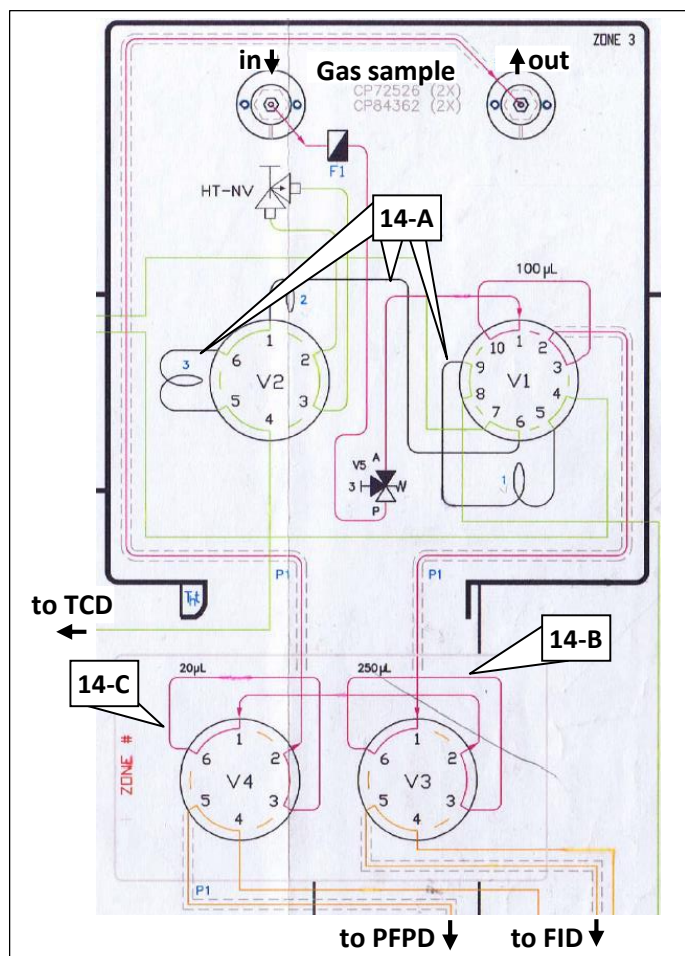 ZONE 3
in
Gas sample
out
CP72526 (2X)
CP84362 (2X)
F1
HT-NV
14-A
100µL
2
1
6
2
V2
3
5
3
4
10
1
2
9
3
V1
8
4
7
6
5
V5
A
3
P
1
P1
P1
to TCD
14-B
20µL
250µL
14-C
ZONE #
1
6
2
V4
5
3
4
1
6
2
V3
5
3
4
P1
to PFPD
to FID